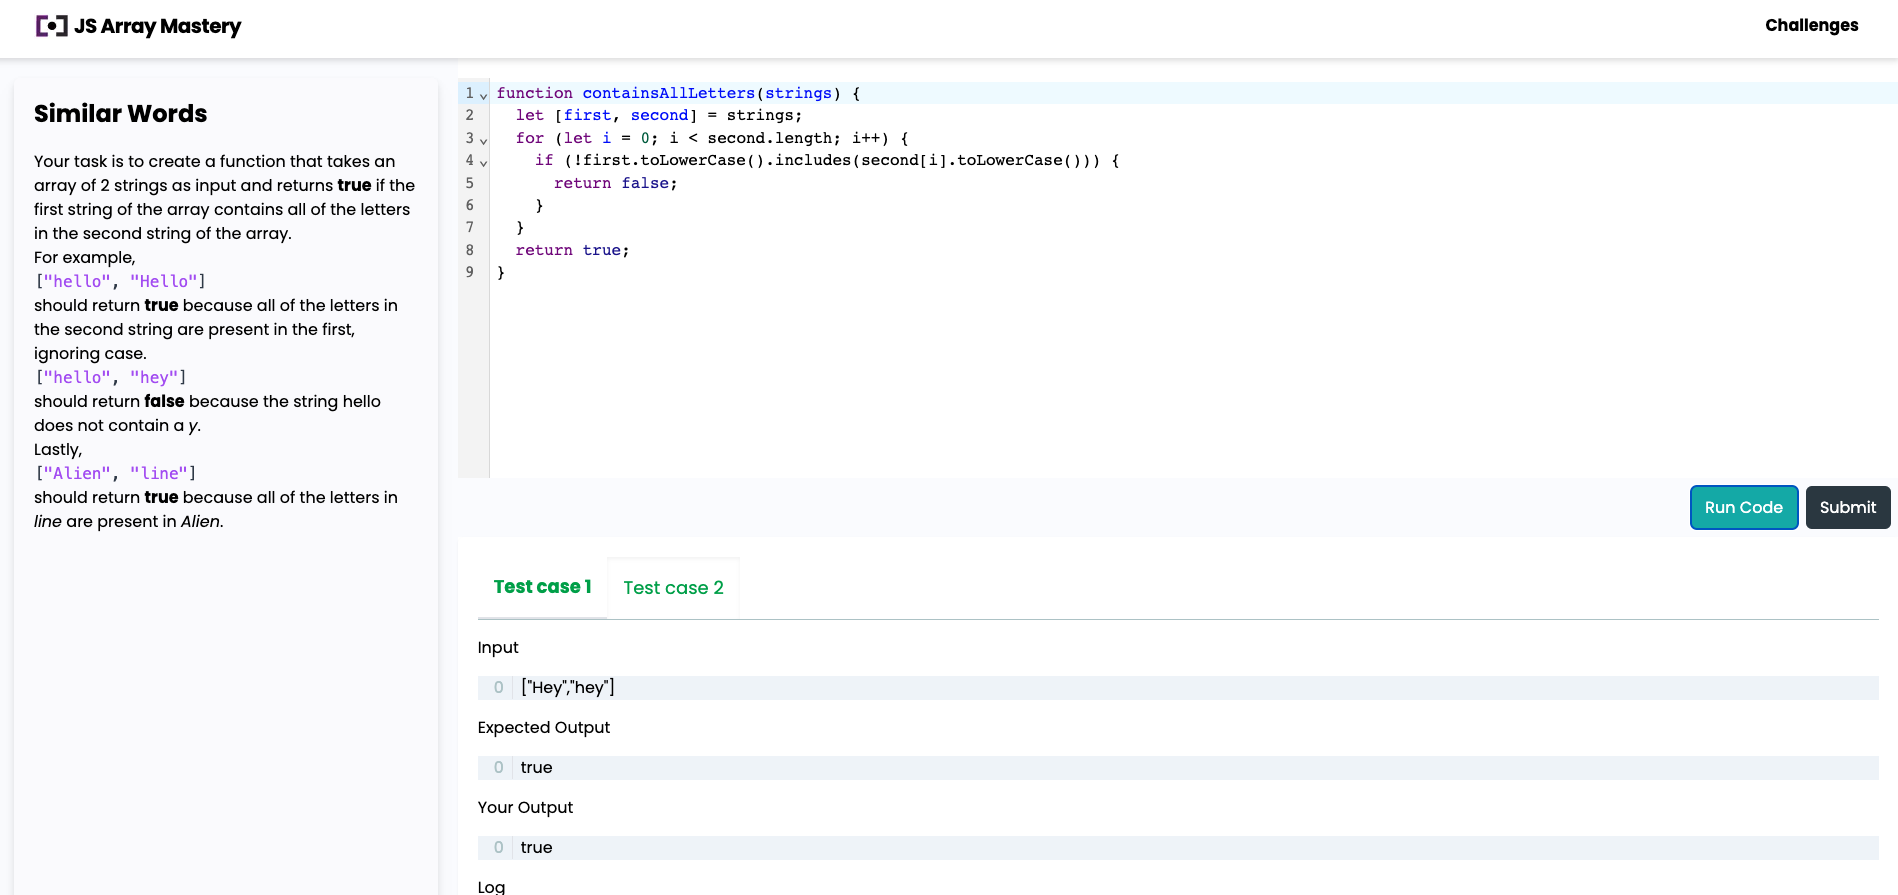 JS Array Mastery
Challenges
Similar Words
Your task is to create a function that takes an
array of 2 strings as input and returns true if the
first string of the array contains all of the letters
in the second string of the array.
For example,
["hello", "Hello"]
should return true because all of the letters in
the second string are present in the first,
ignoring case.
["hello", "hey"]
should return false because the string hello
does not contain a y.
Lastly,
["Alien", "line"]
should return true because all of the letters in
line are present in Alien.
1 function containsAllLetters(strings) {
2   let [first, second] = strings;
3   for (let i = 0; i < second.length; i++) {
4     if (!first.toLowerCase().includes(second[i].toLowerCase())) {
5       return false;
6     }
7   }
8   return true;
9 }
Run Code Submit
Test case 1 Test case 2
Input
0 ["Hey","hey"]
Expected Output
0 true
Your Output
0 true
Log